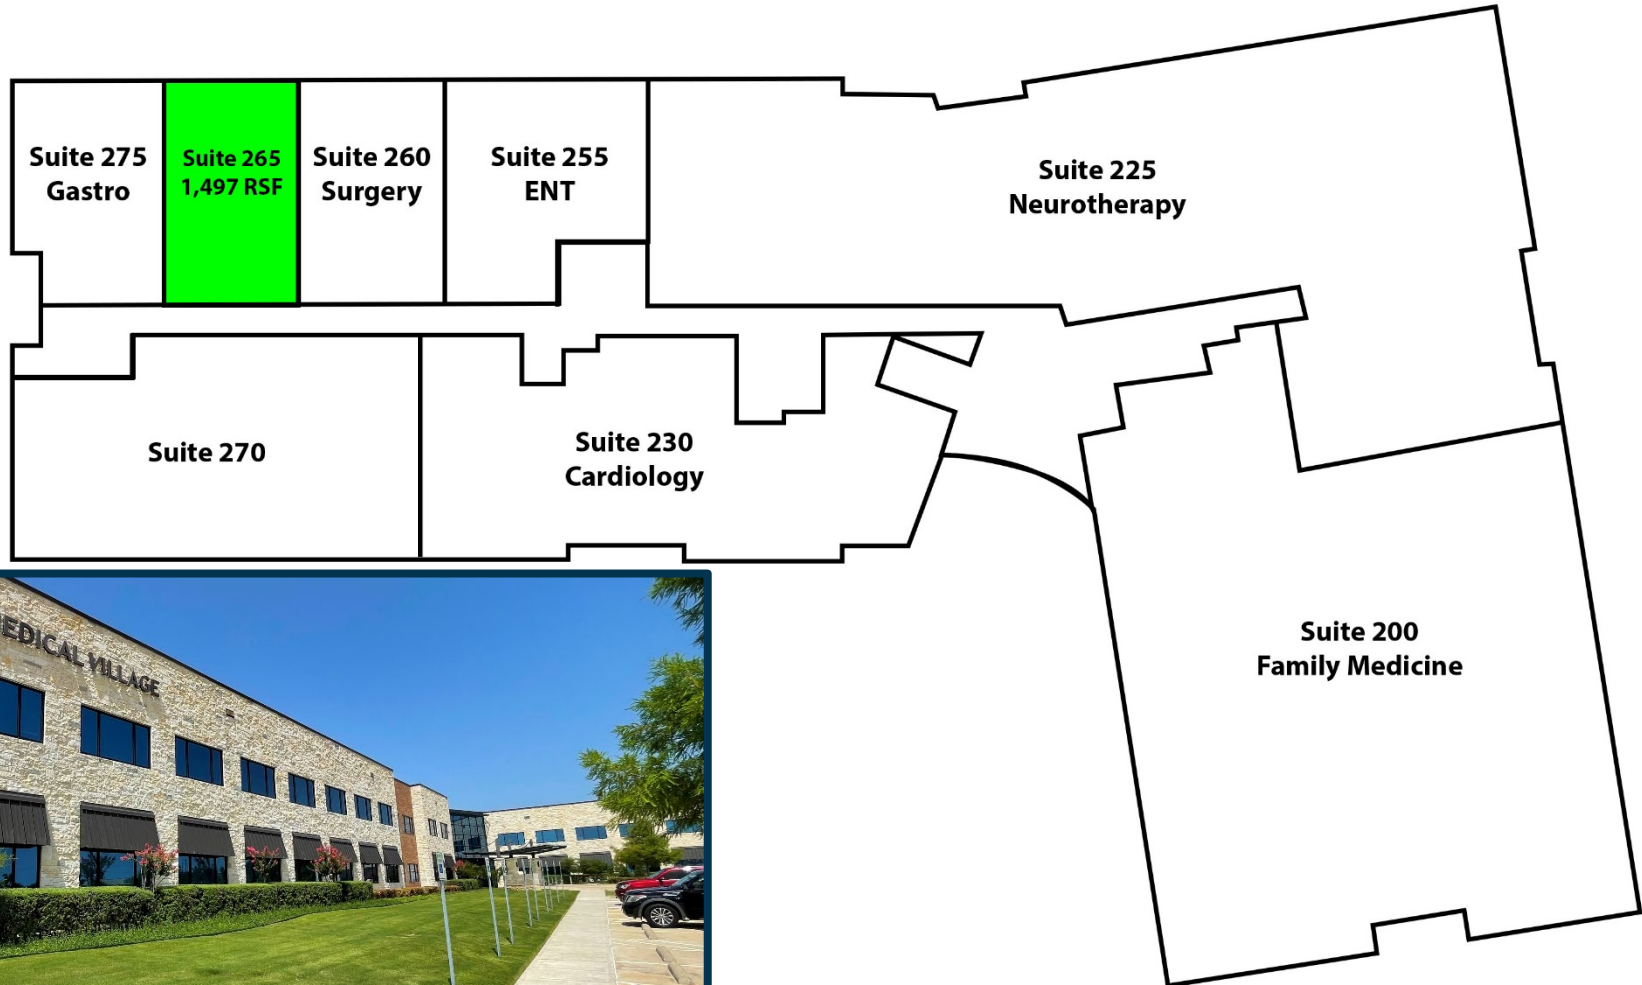 Suite 275
Gastro
Suite 265
1,497 RSF
Suite 260
Surgery
Suite 255
ENT
Suite 225
Neurotherapy
Suite 270
Suite 230
Cardiology
Suite 200
Family Medicine
EDICAL VILLAGE